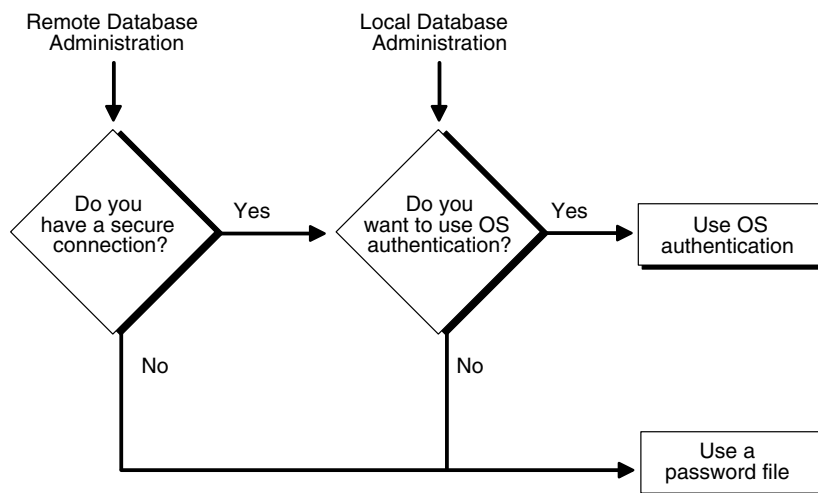 Remote Database
Administration
Local Database
Administration
Do you
have a secure
connection?
Yes
Do you
want to use OS
authentication?
Yes
Use OS
authentication
No
No
Use a
password file